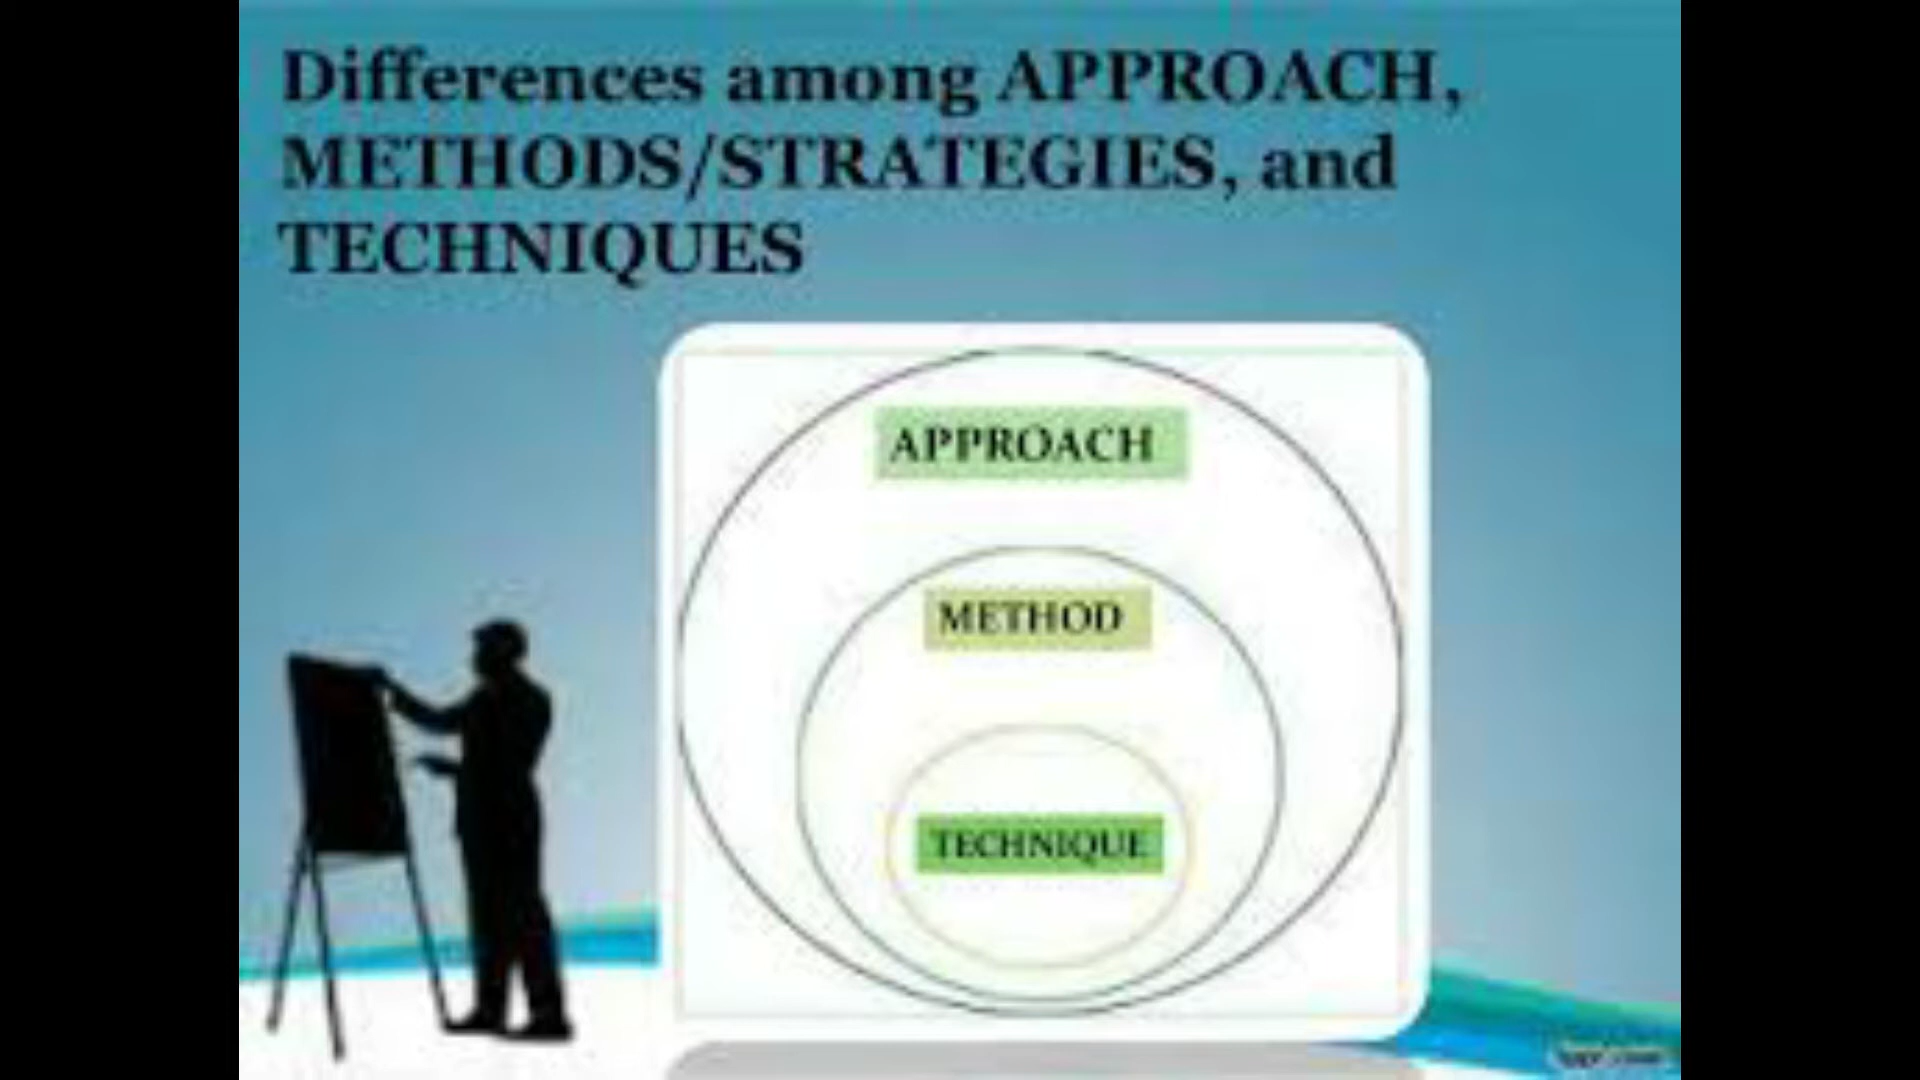 Differences among APPROACH,
METHODS/STRATEGIES, and
TECHNIQUES
APPROACH
METHOD
TECHNIQUE